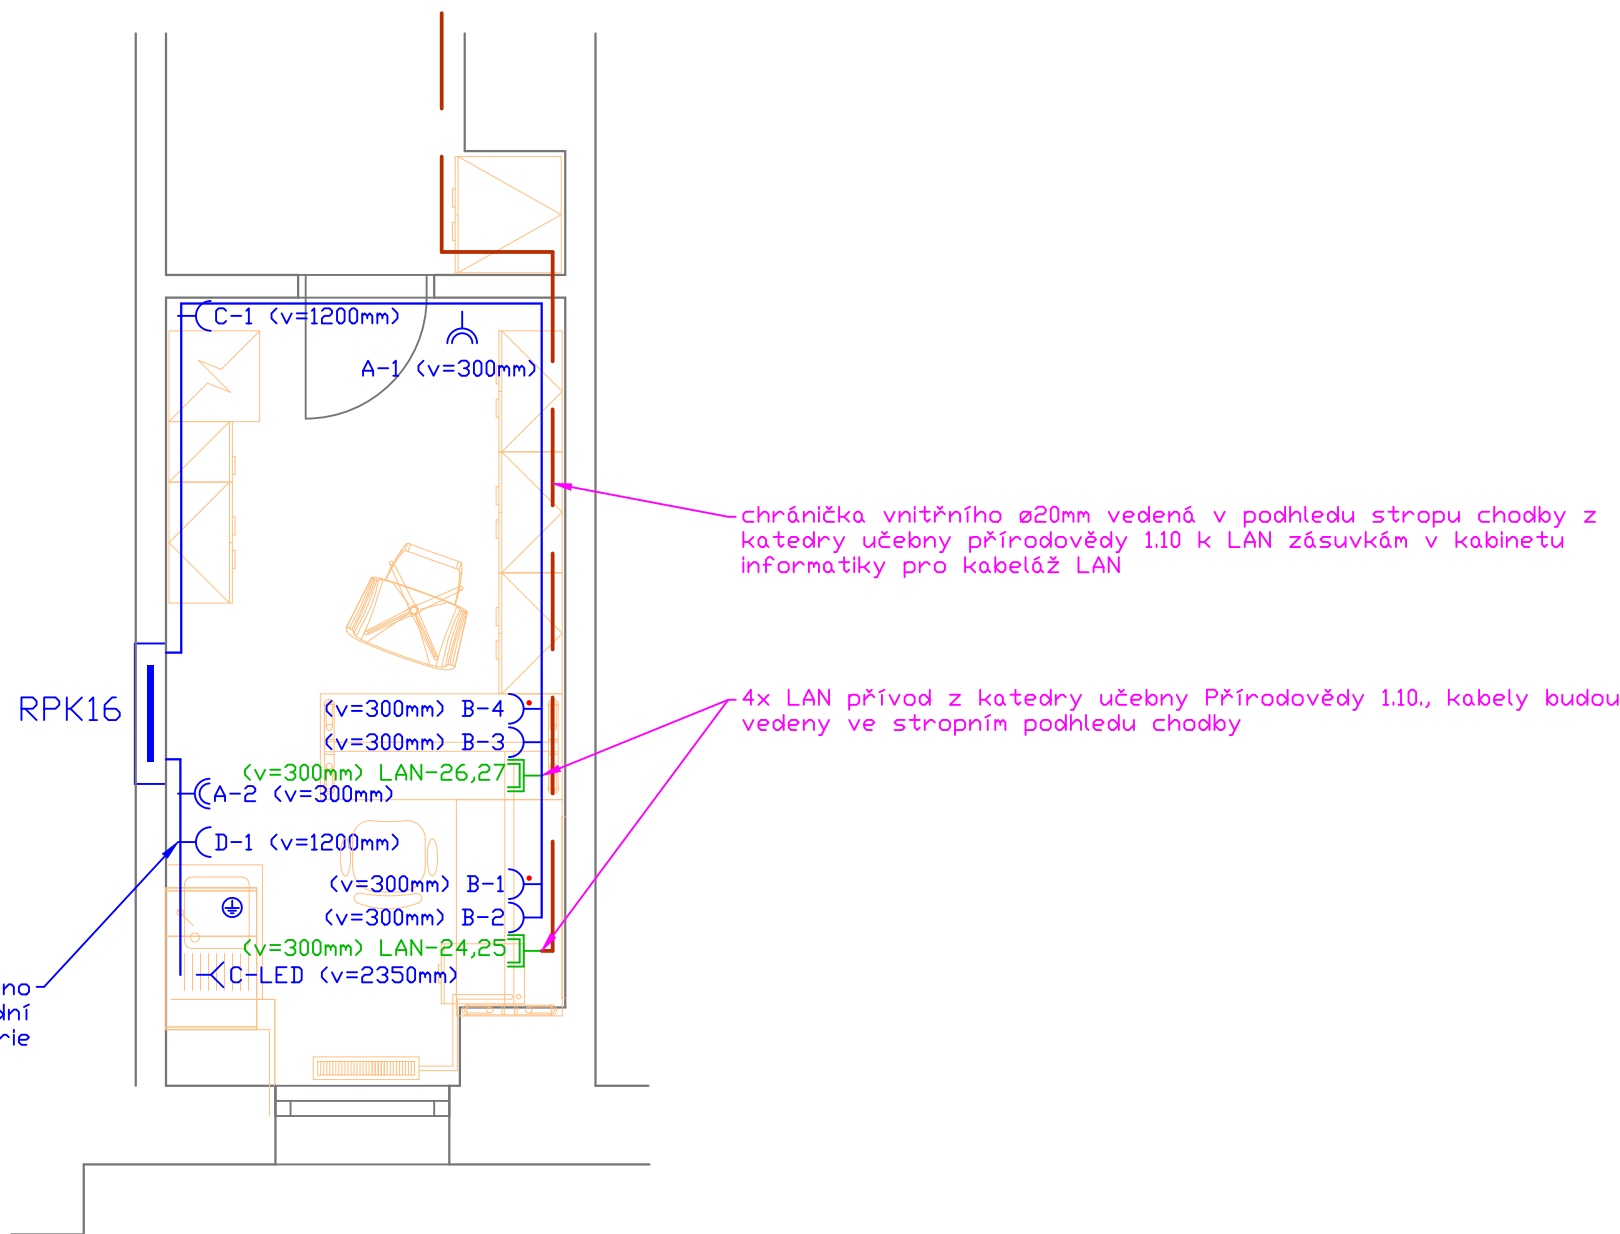 C-1 (v=1200mm)
A-1 (v=300mm)
chránička vnitřního ø20mm vedená v podhledu stropu chodby z
katedry učebny přírodovědy 1.10 k LAN zásuvkám v kabinetu
informatiky pro kabeláž LAN
RPK16
(v=300mm) B-4
(v=300mm) B-3
(v=300mm) LAN-26,27
4x LAN přívod z katedry učebny Přírodovědy 1.10., kabely budou
vedeny ve stropním podhledu chodby
A-2 (v=300mm)
D-1 (v=1200mm)
(v=300mm) B-1
(v=300mm) B-2
(v=300mm) LAN-24,25
C-LED (v=2350mm)
no
dní
rie